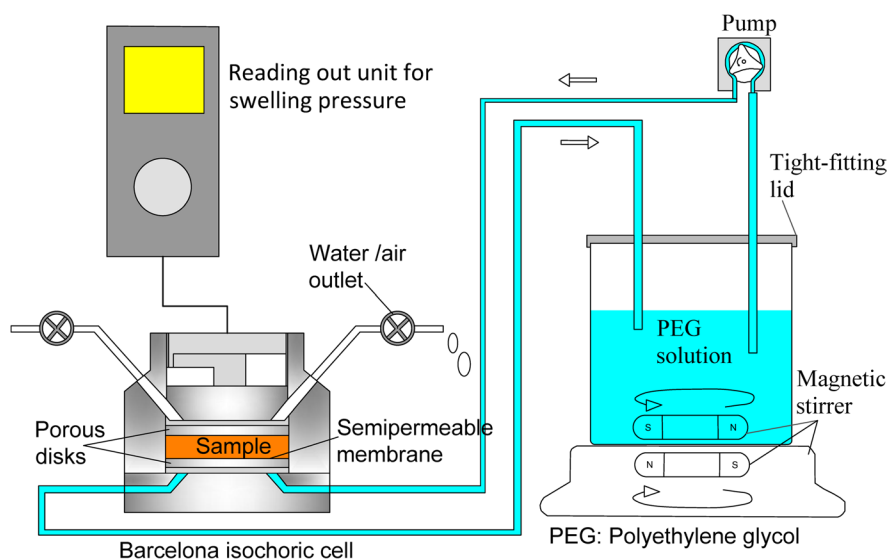 Pump
Reading out unit for
swelling pressure
Tight-fitting
lid
Water /air
outlet
PEG
solution
Magnetic
stirrer
S
N
N
S
Porous
disks
Sample
Semipermeable
membrane
PEG: Polyethylene glycol
Barcelona isochoric cell